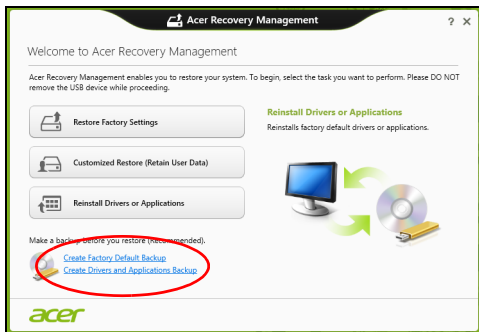 Acer Recovery Management
? X
Welcome to Acer Recovery Management
Acer Recovery Management enables you to restore your system. To begin, select the task you want to perform. Please DO NOT
remove the USB device while proceeding.
Restore Factory Settings
Customized Restore (Retain User Data)
Reinstall Drivers or Applications
Reinstall Drivers or Applications
Reinstalls factory default drivers or applications.
Make a backup before you restore (Recommended).
Create Factory Default Backup
Create Drivers and Applications Backup
acer